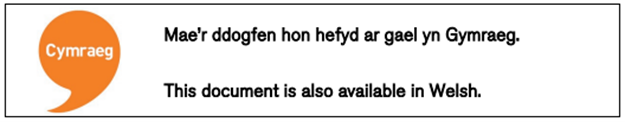 Cymraeg
Mae'r ddogfen hon hefyd ar gael yn Gymraeg.
This document is also available in Welsh.